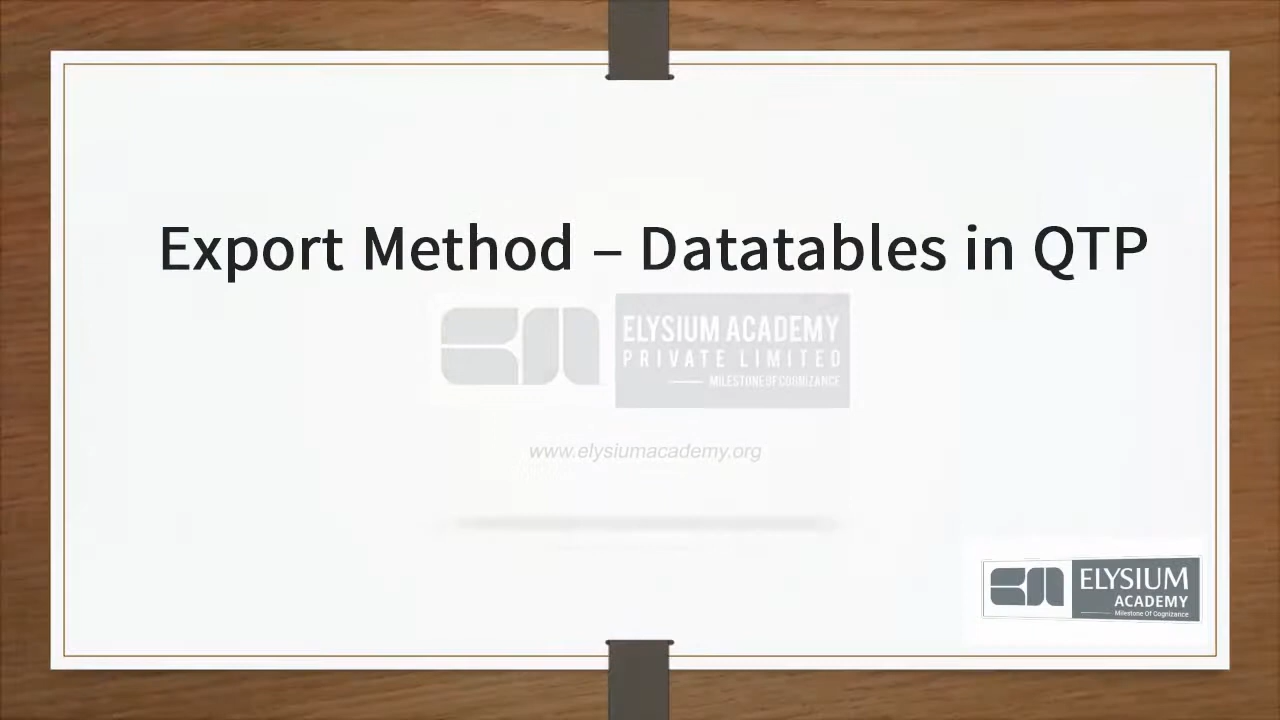 Export Method – Datatables in QTP
ELYSIUM ACADEMY
PRIVATE LIMITED
MILESTONE OF COGNIZANCE
www.elysiumacademy.org
ELYSIUM
ACADEMY
Milestone Of Cognizance